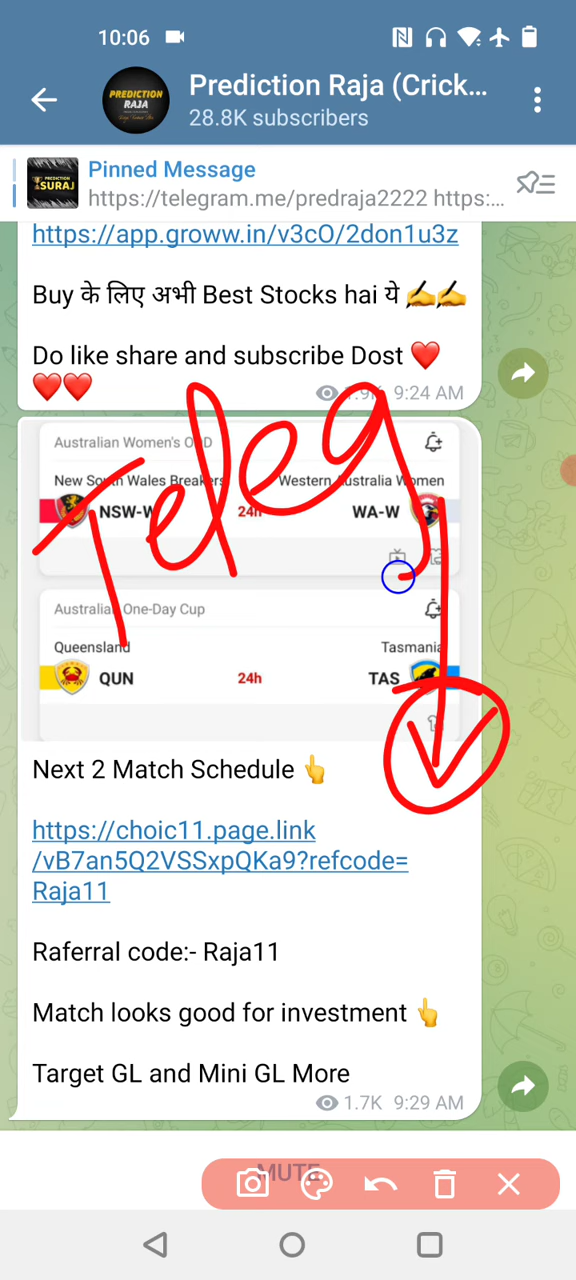 10:06
Prediction Raja (Crick...
28.8K subscribers
PREDICTION
RAJA
Pinned Message
https://telegram.me/predraja2222 https:...
PREDICTION
SURAJ
https://app.groww.in/v3cO/2don1u3z
Buy के लिए अभी Best Stocks hai ये ✍️✍️
Do like share and subscribe Dost ❤️
❤️❤️
1.9K 9:24 AM
Teleg
Australian Women's O D
New South Wales Breakers Western Australia Women
NSW-W 24h WA-W
Australian One-Day Cup
Queensland Tasmania
QUN 24h TAS
Next 2 Match Schedule 👆
https://choic11.page.link
/vB7an5Q2VSSxpQKa9?refcode=
Raja11
Raferral code:- Raja11
Match looks good for investment 👆
Target GL and Mini GL More
1.7K 9:29 AM
MUTE